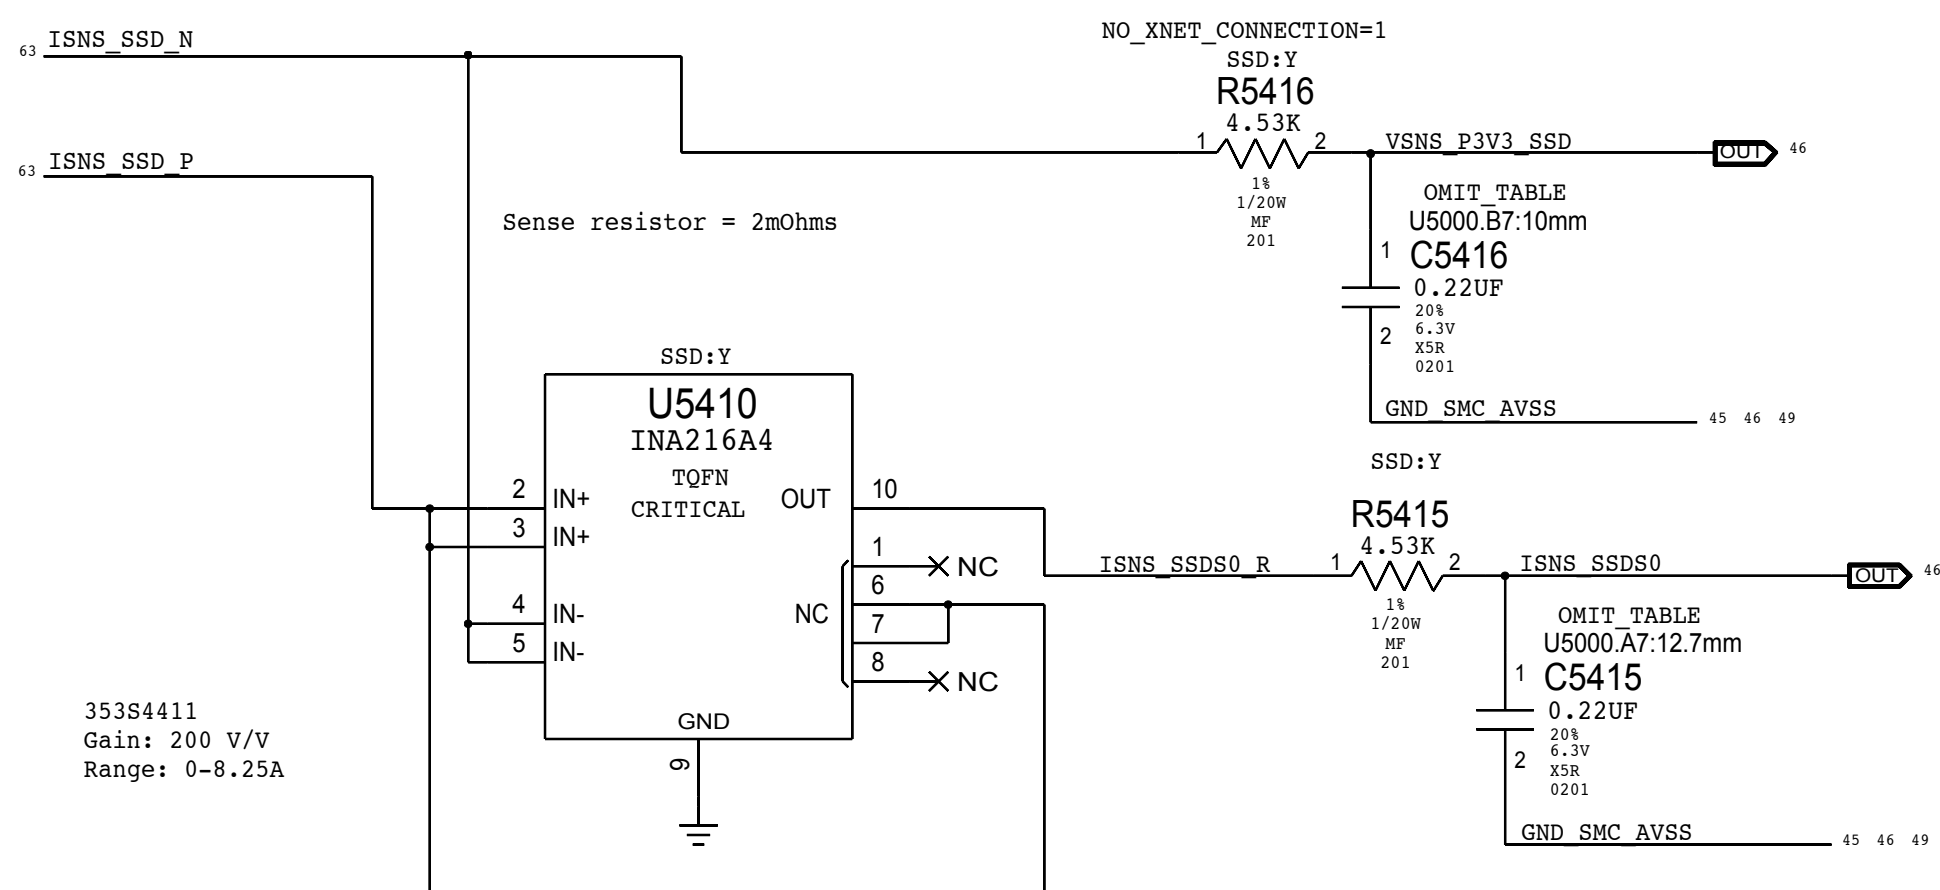 NO_XNET_CONNECTION=1
SSD:Y
R5416
4.53K
1
2
1%
1/20W
MF
201
63
ISNS_SSD_N
VSNS_P3V3_SSD
OUT
46
63
ISNS_SSD_P
Sense resistor = 2mOhms
OMIT_TABLE
U5000.B7:10mm
1
C5416
0.22UF
20%
6.3V
2
X5R
0201
GND_SMC_AVSS
45 46 49
SSD:Y
U5410
INA216A4
TQFN
CRITICAL
2
IN+
3
IN+
4
IN-
5
IN-
OUT
10
1
NC
6
NC
7
8
NC
GND
9
SSD:Y
R5415
4.53K
ISNS_SSDS0_R
1
2
1%
1/20W
MF
201
ISNS_SSDS0
OUT
46
OMIT_TABLE
U5000.A7:12.7mm
1
C5415
0.22UF
20%
6.3V
2
X5R
0201
GND_SMC_AVSS
45 46 49
353S4411
Gain: 200 V/V
Range: 0-8.25A